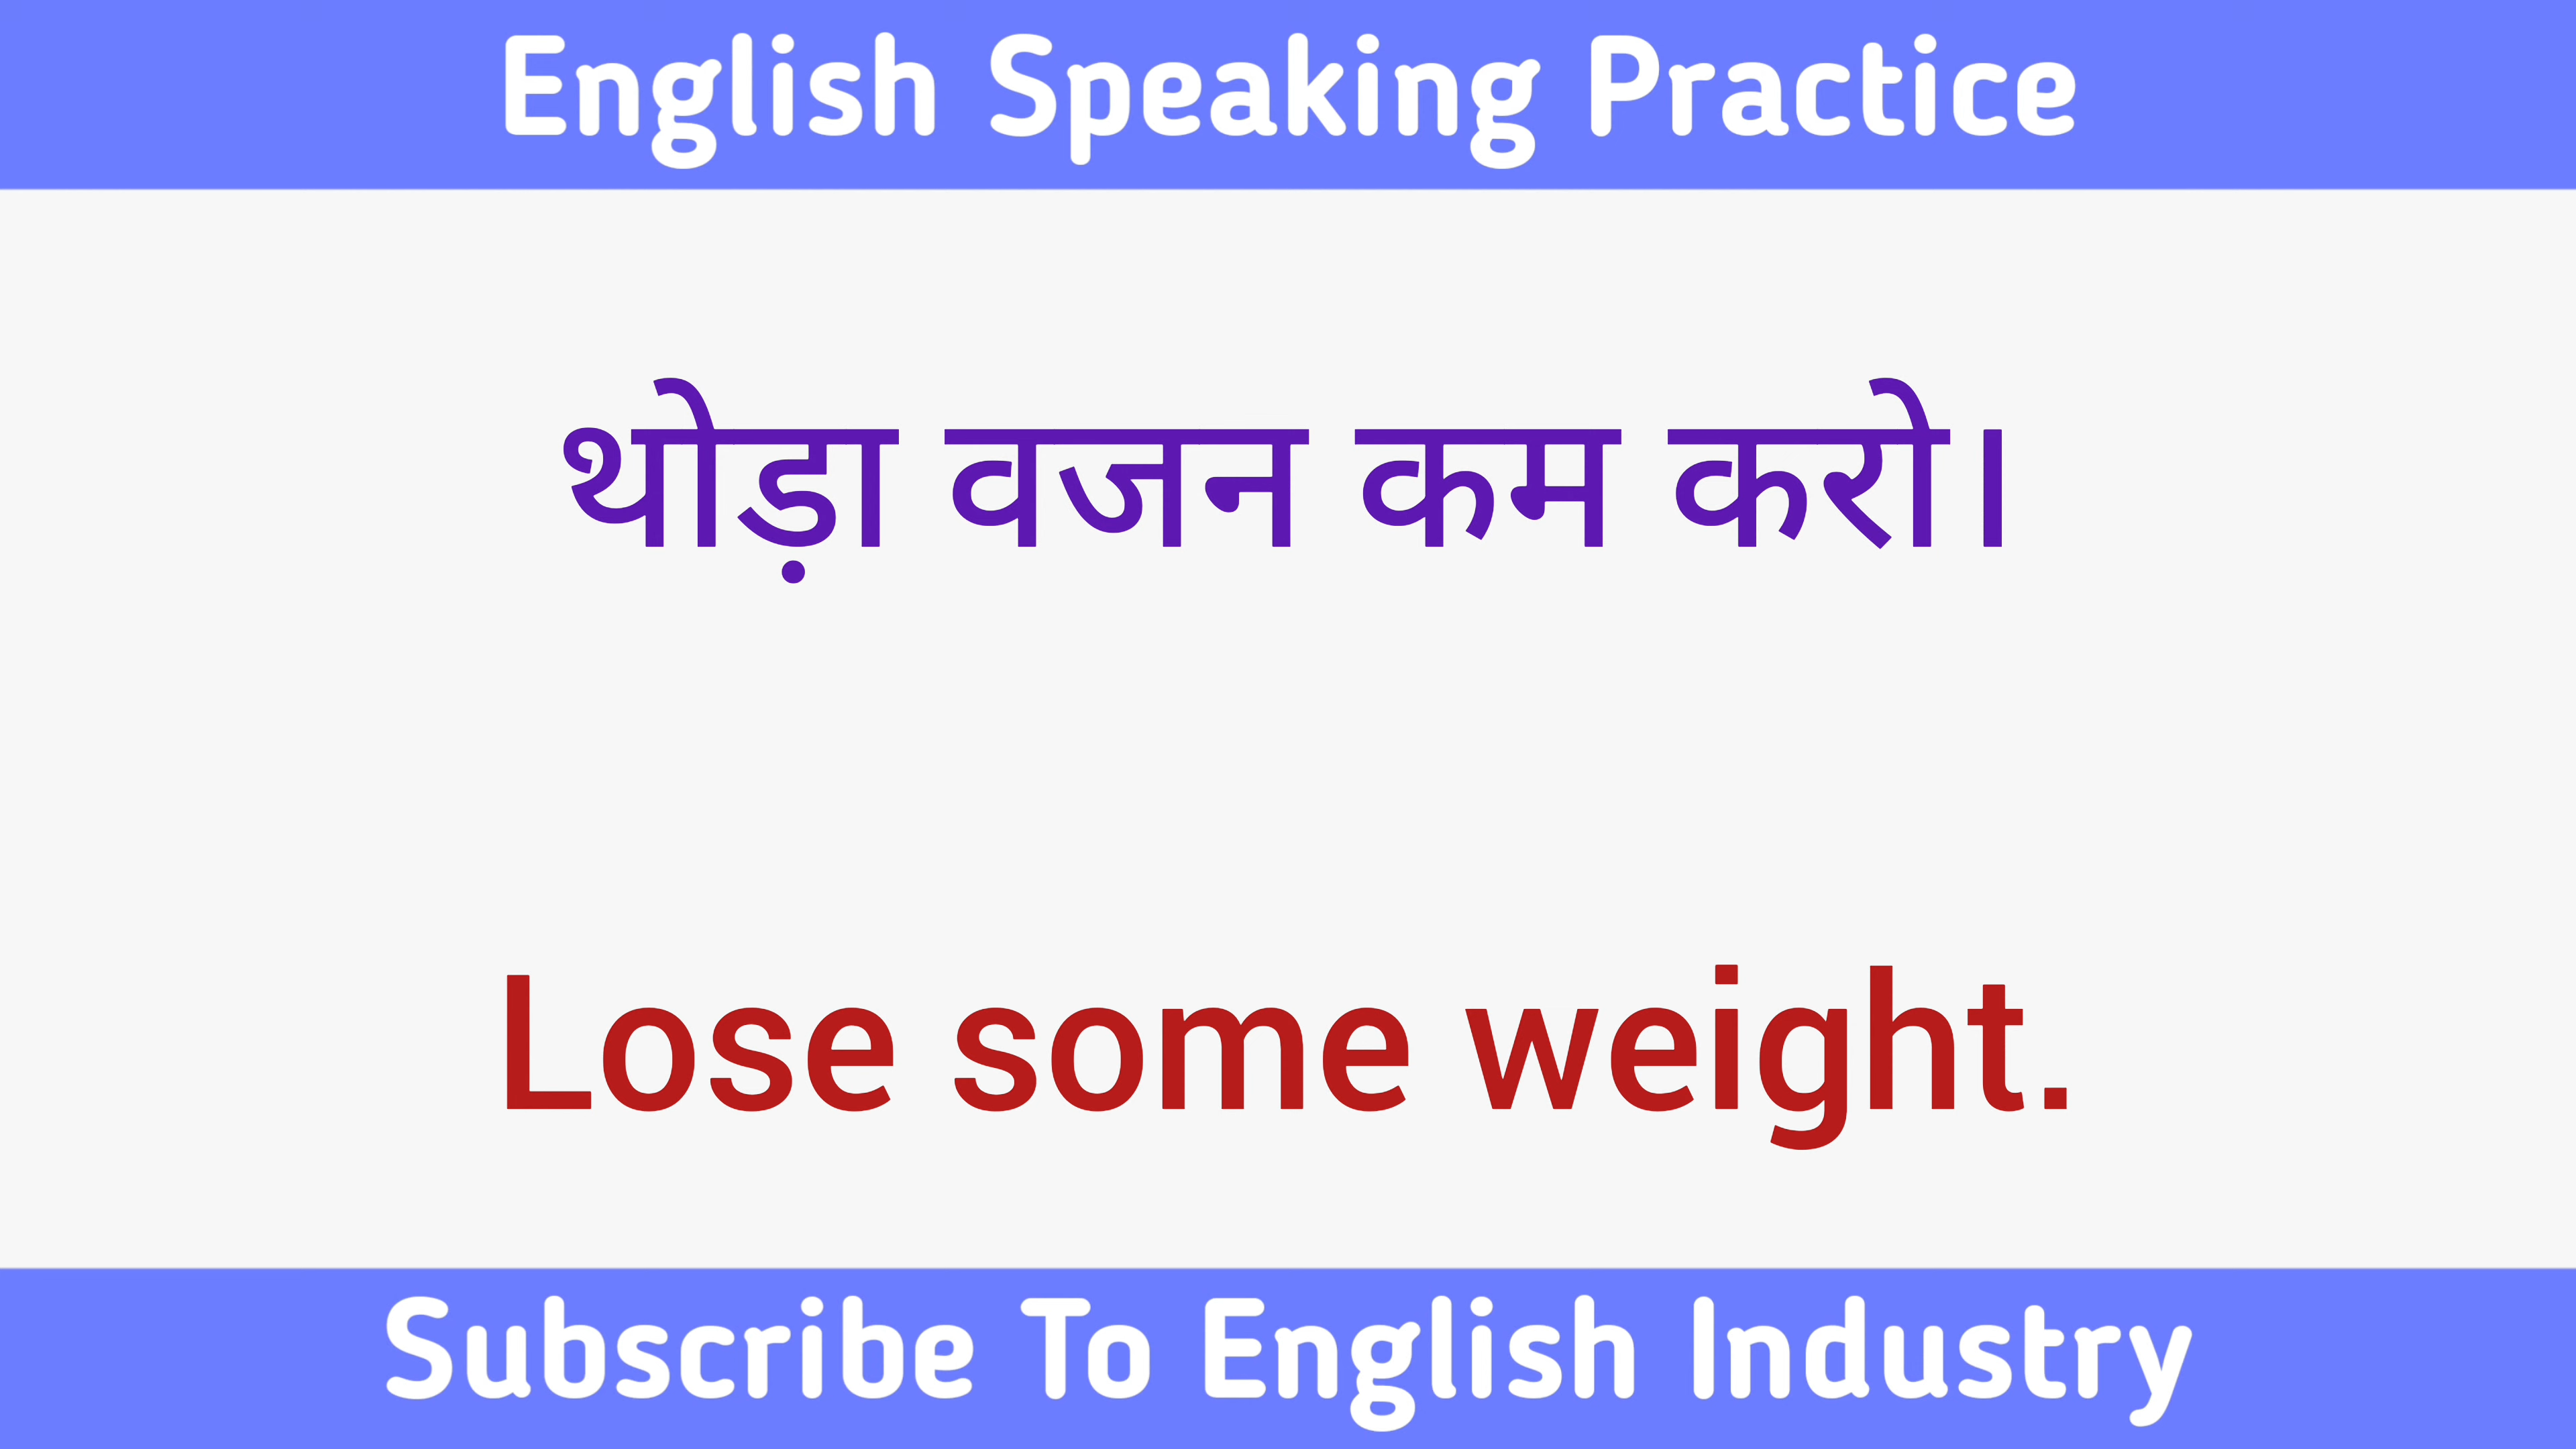 English Speaking Practice
थोड़ा वजन कम करो।
Lose some weight.
Subscribe To English Industry